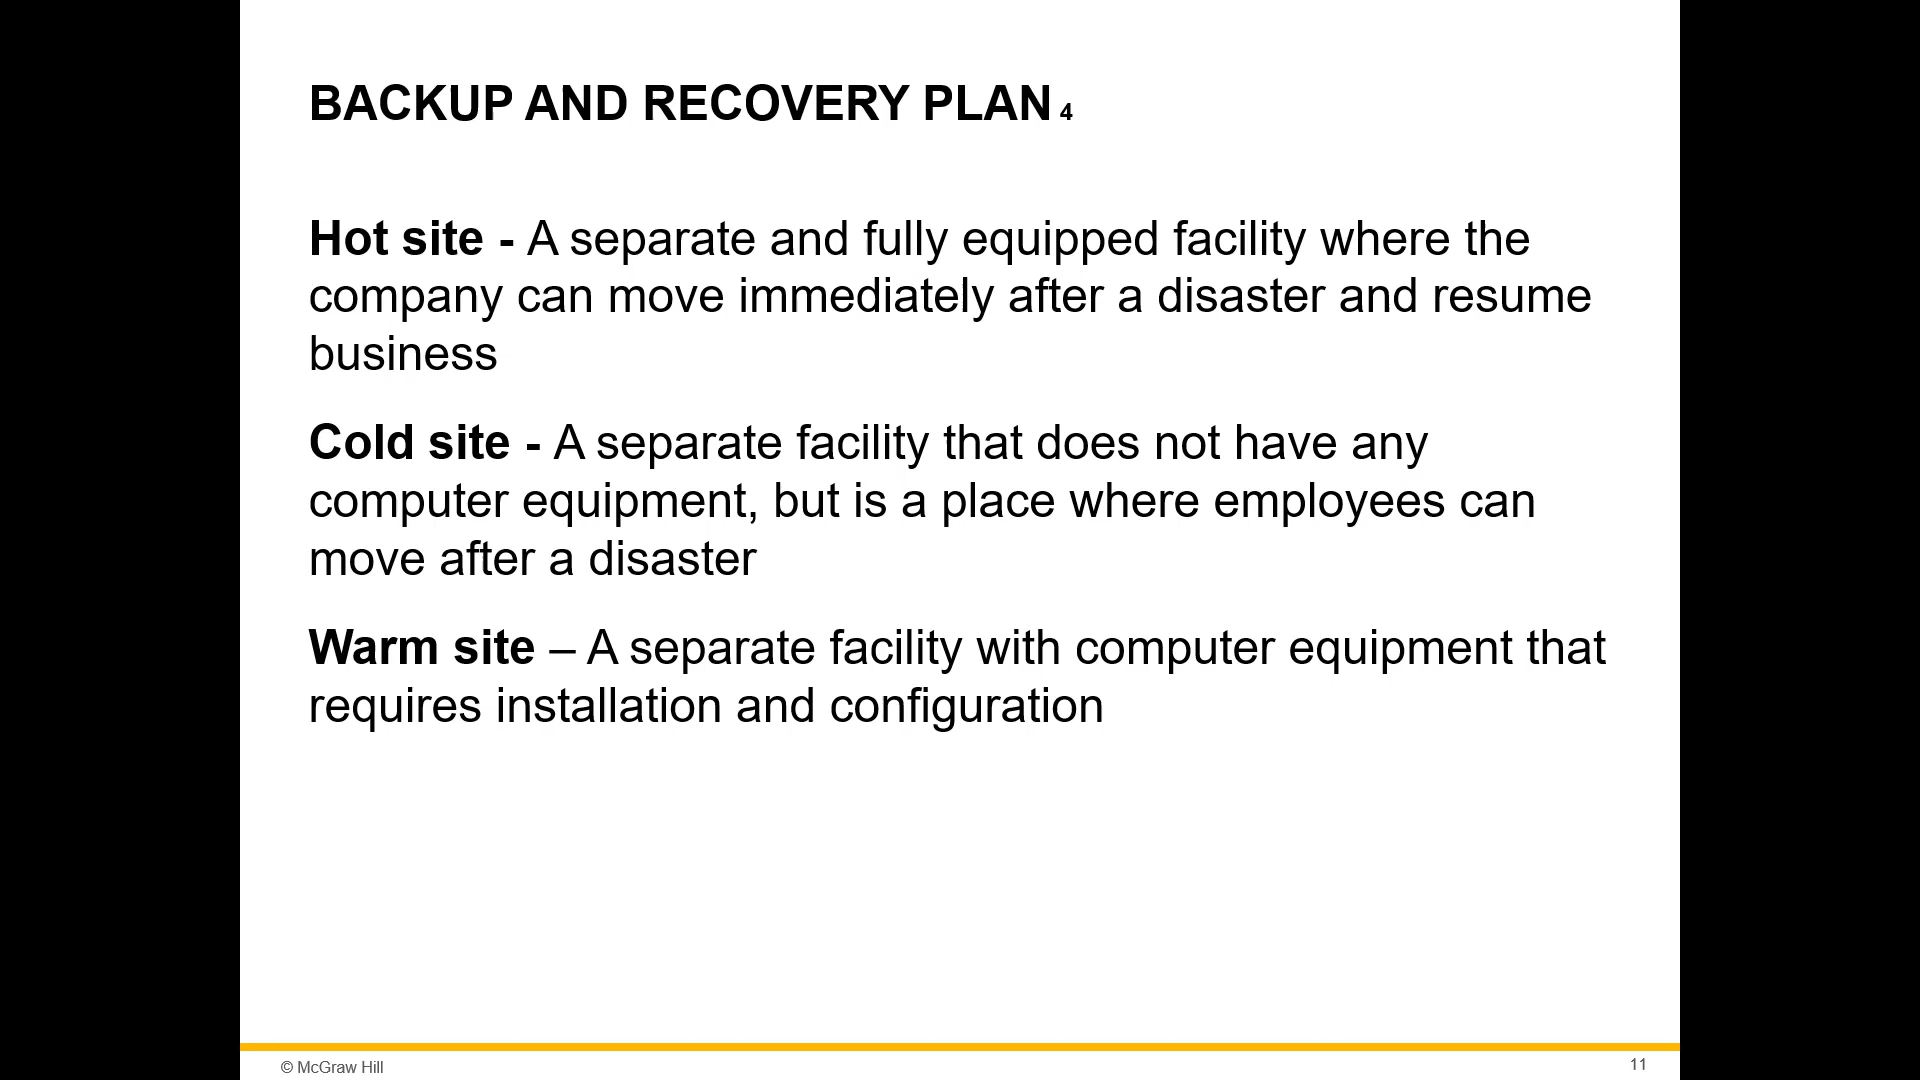 BACKUP AND RECOVERY PLAN 4
Hot site - A separate and fully equipped facility where the
company can move immediately after a disaster and resume
business
Cold site - A separate facility that does not have any
computer equipment, but is a place where employees can
move after a disaster
Warm site – A separate facility with computer equipment that
requires installation and configuration
© McGraw Hill
11